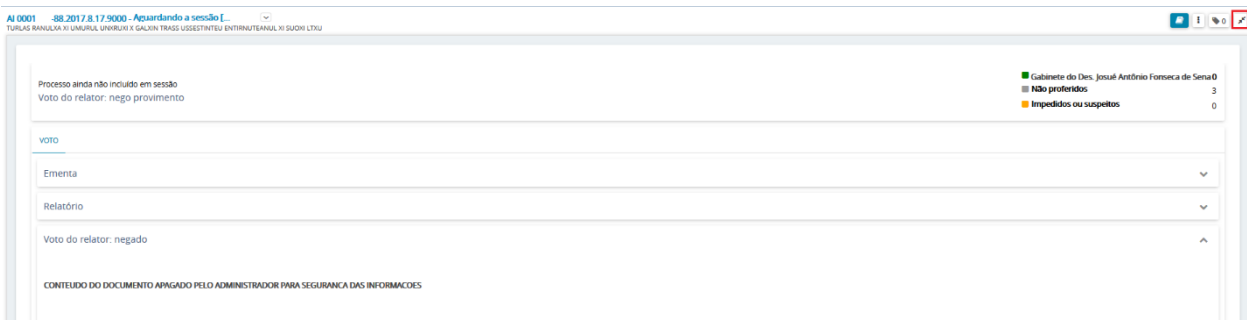 AI 0001 -88.2017.8.17.9000 - Aguardando a sessão [...
0
TURLAS RANULXA XI UMURUL UNXRUXI X GALXIN TRASS USSESTINTEU ENTIRNUTEANUL XI SUOXI LTXU
Processo ainda não incluído em sessão
Voto do relator: nego provimento
Gabinete do Des. Josué Antônio Fonseca de Sena 0
Não proferidos 3
Impedidos ou suspeitos 0
VOTO
Ementa
Relatório
Voto do relator: negado
CONTEUDO DO DOCUMENTO APAGADO PELO ADMINISTRADOR PARA SEGURANCA DAS INFORMACOES